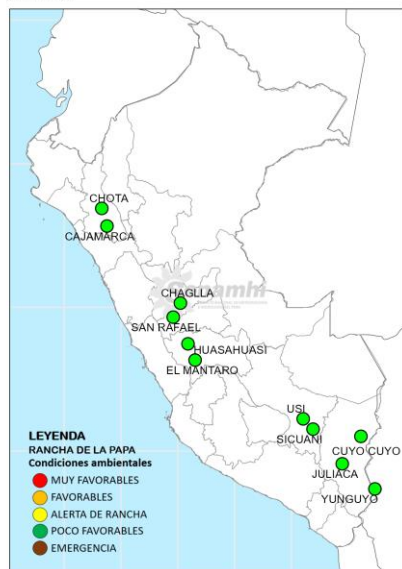 CHOTA
CAJAMARCA
Senamhi
CHAGLLA
SAN RAFAEL
HUASAHUASI
EL MANTARO
USI
SICUANI
CUYO CUYO
JULIACA
YUNGUYO
LEYENDA
RANCHA DE LA PAPA
Condiciones ambientales
MUY FAVORABLES
FAVORABLES
ALERTA DE RANCHA
POCO FAVORABLES
EMERGENCIA